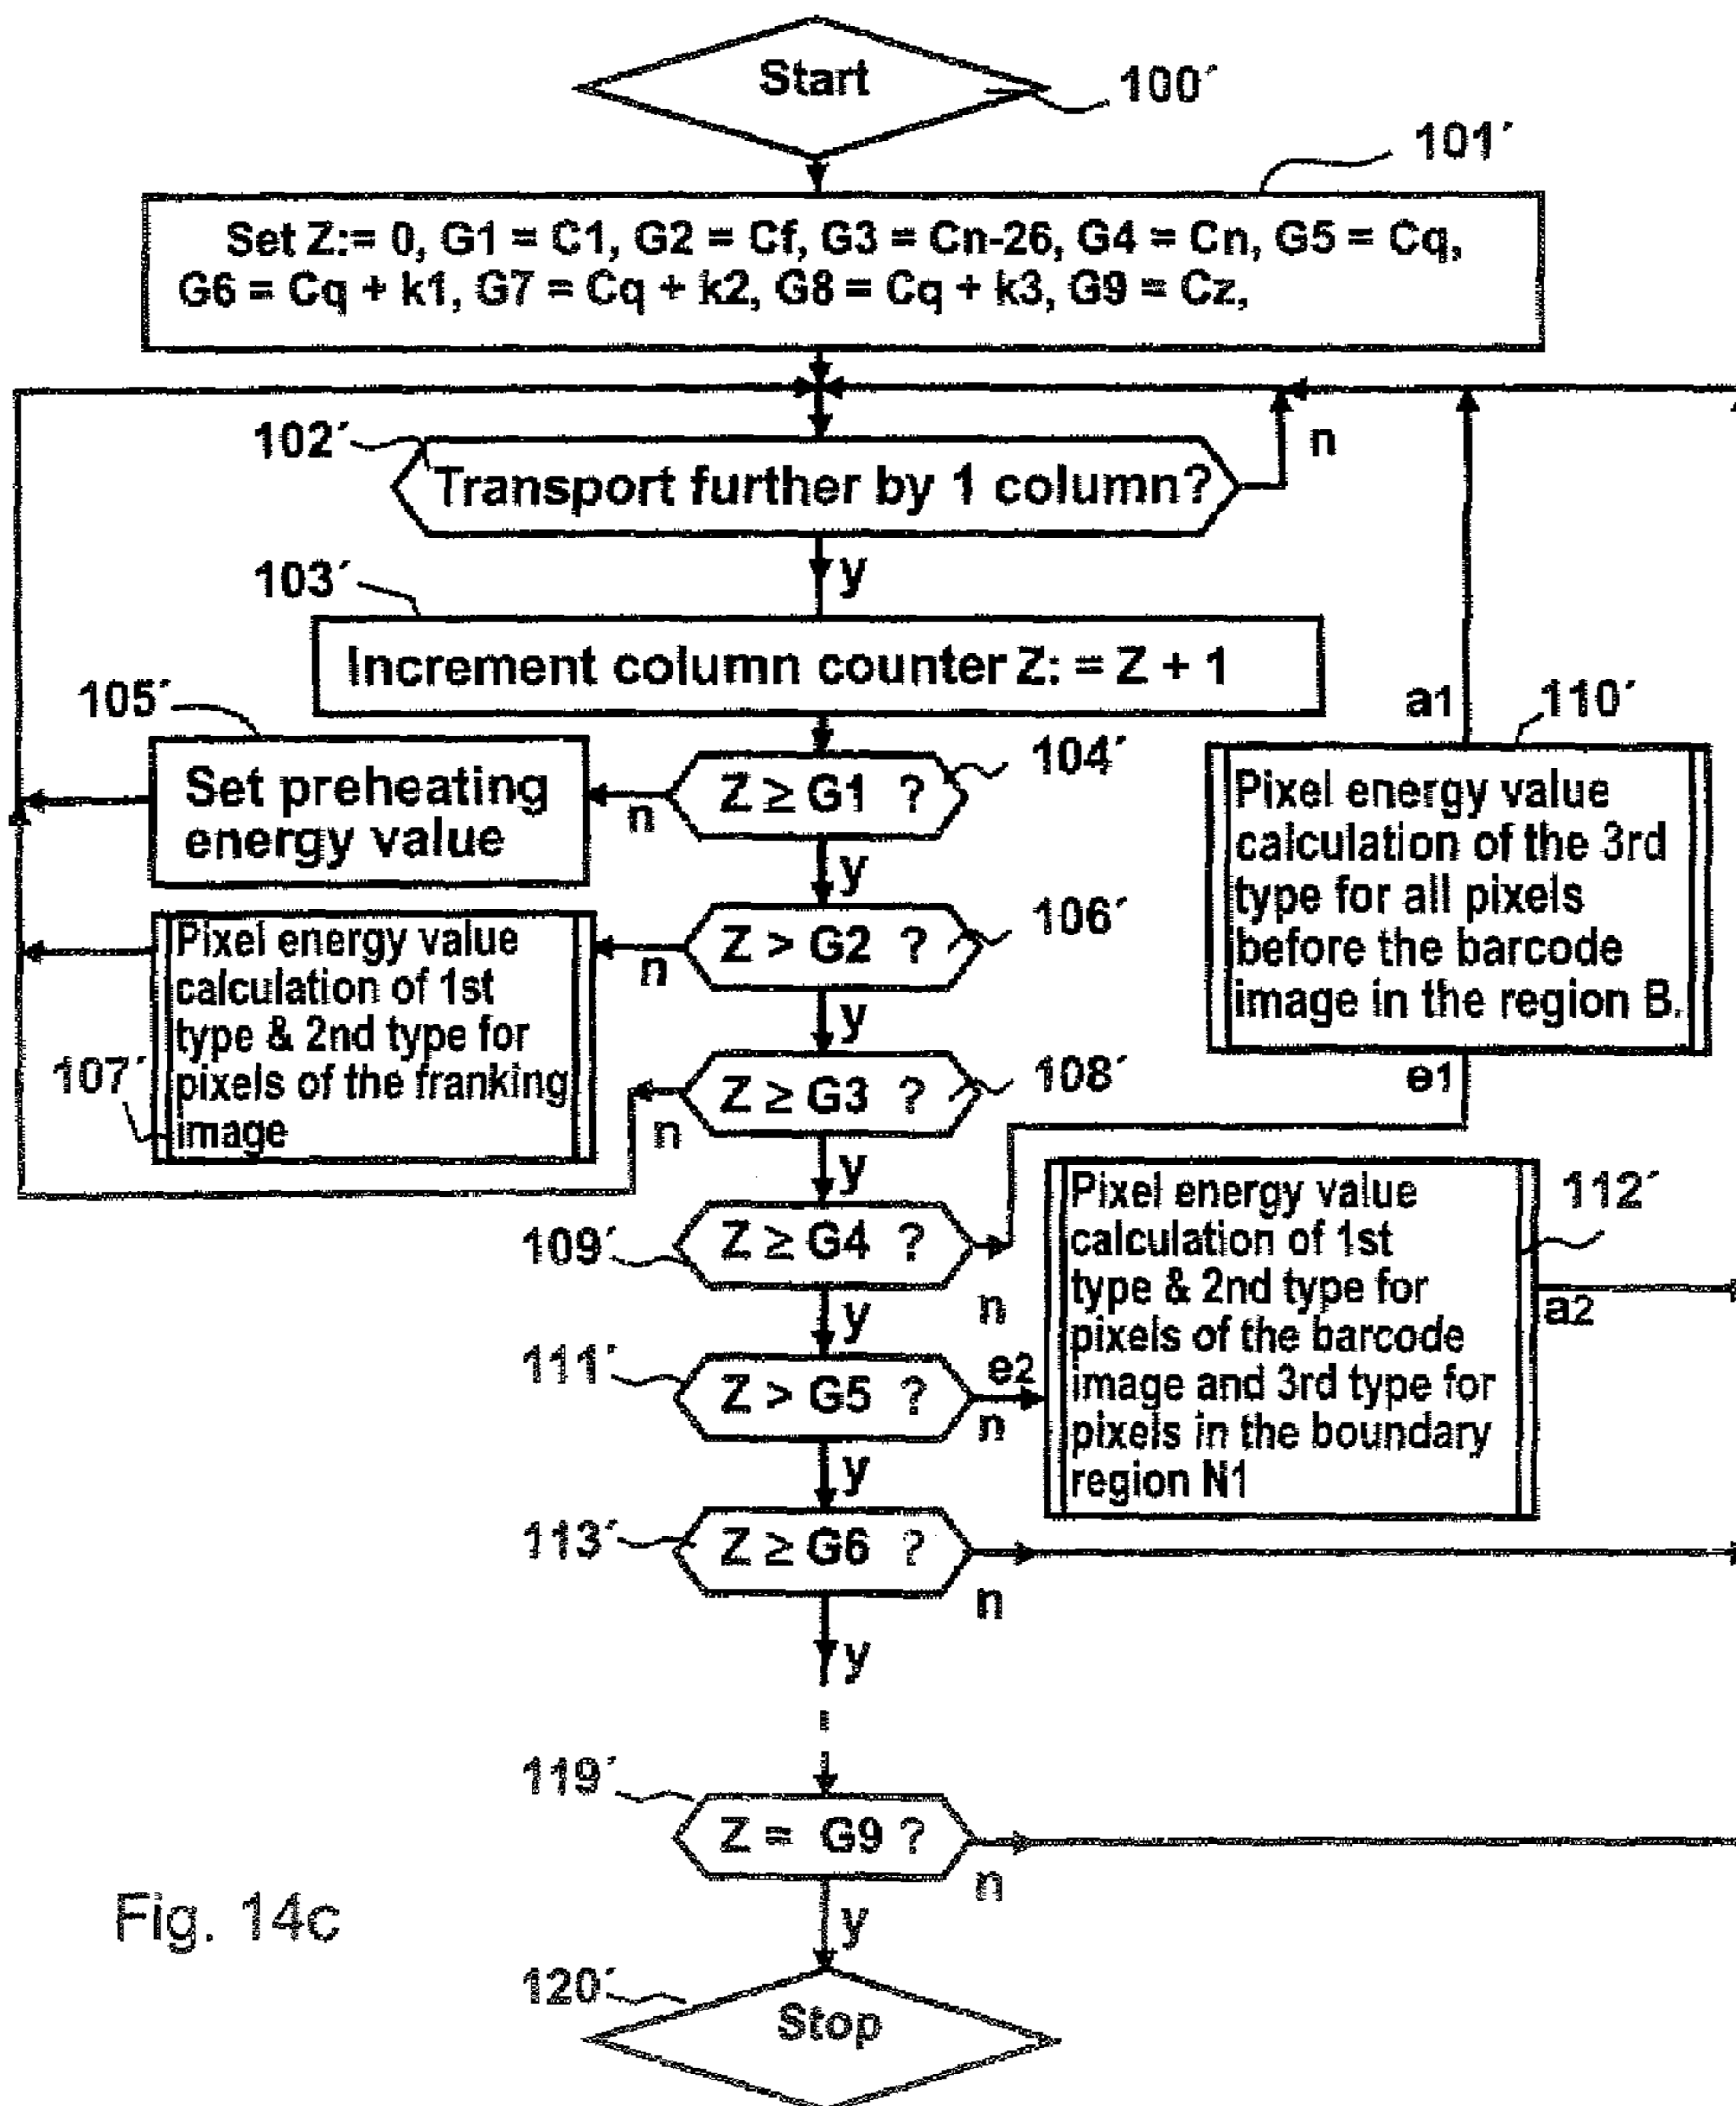 Start
100´
101´
Set Z:= 0, G1 = C1, G2 = Cf, G3 = Cn-26, G4 = Cn, G5 = Cq,
G6 = Cq + k1, G7 = Cq + k2, G8 = Cq + k3, G9 = Cz,
102´
Transport further by 1 column?
n
y
103´
Increment column counter Z: = Z + 1
105´
Set preheating
energy value
n
Z ≥ G1 ?
104´
y
a1
110´
Pixel energy value
calculation of the 3rd
type for all pixels
before the barcode
image in the region B.
e1
107´
Pixel energy value
calculation of 1st
type & 2nd type for
pixels of the franking
image
n
Z > G2 ?
106´
y
n
Z ≥ G3 ?
108´
y
109´
Z ≥ G4 ?
n
y
111´
Z > G5 ?
e2
n
y
Pixel energy value
calculation of 1st
type & 2nd type for
pixels of the barcode
image and 3rd type for
pixels in the boundary
region N1
112´
a2
113´
Z ≥ G6 ?
n
y
119´
Z = G9 ?
n
y
120´
Stop
Fig. 14c